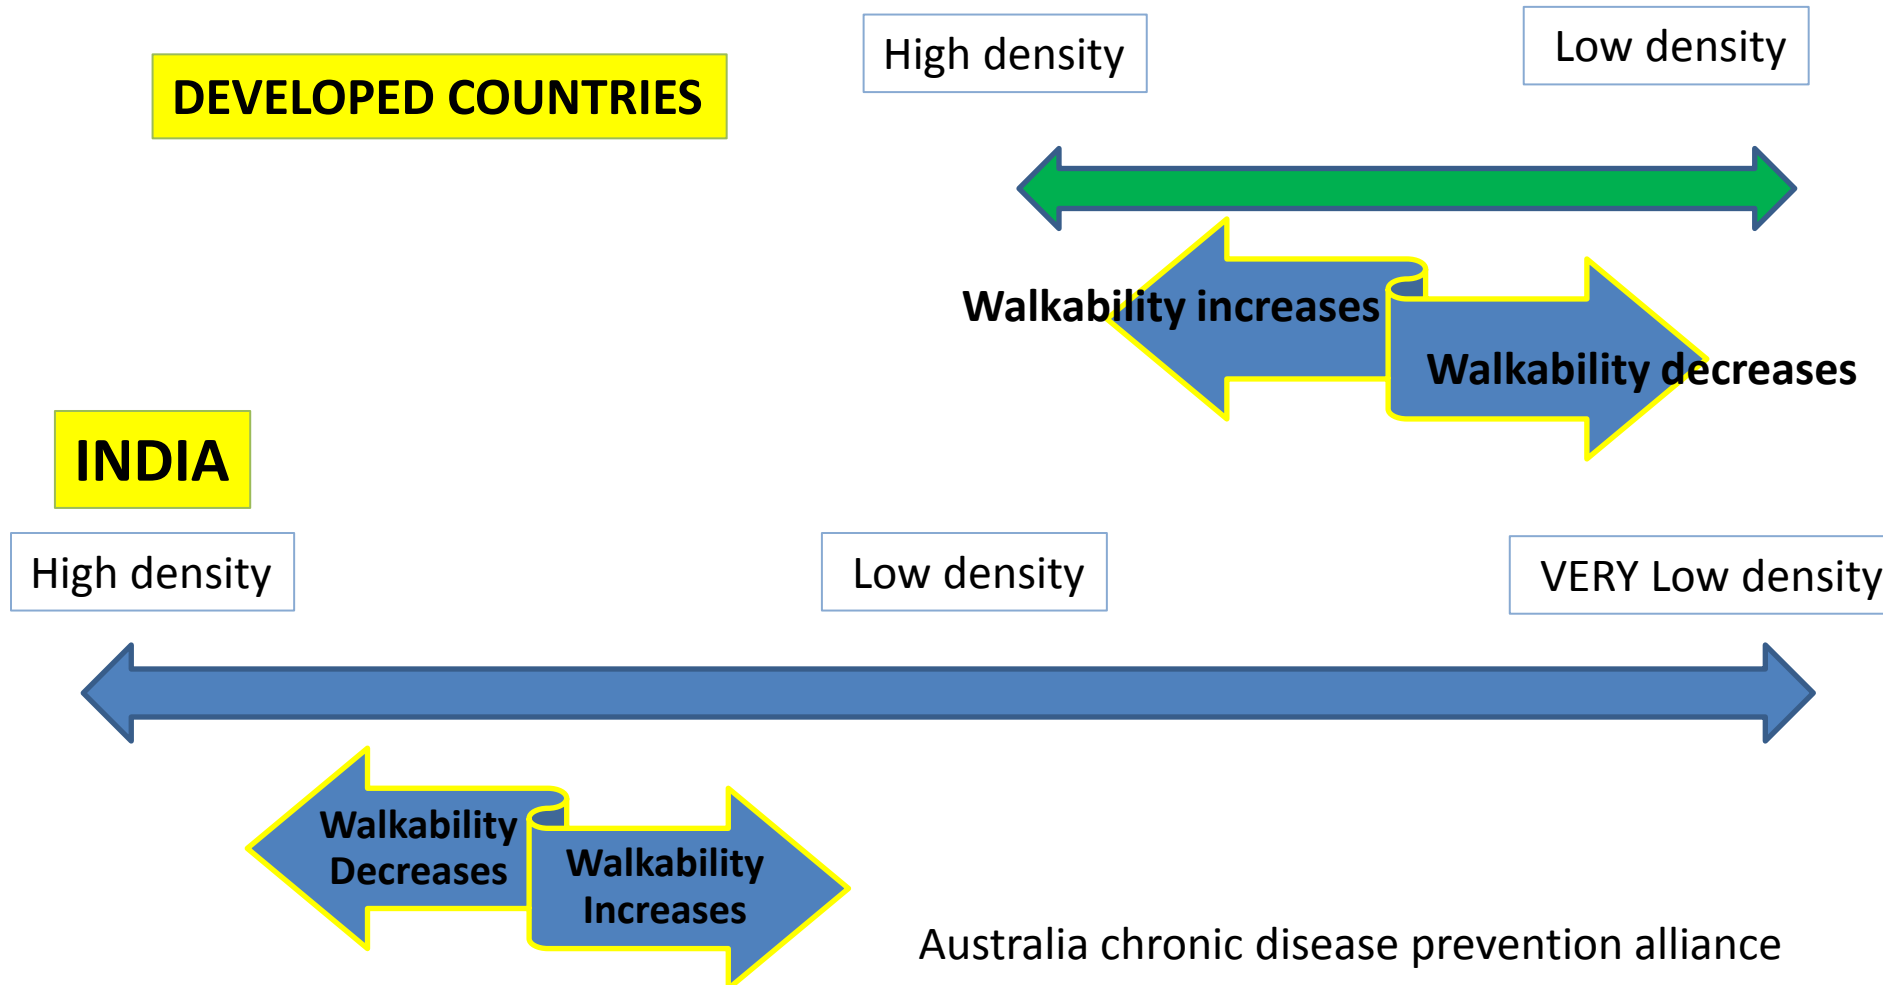 High density
Low density
DEVELOPED COUNTRIES
Walkability increases
Walkability decreases
INDIA
High density
Low density
VERY Low density
Walkability
Decreases
Walkability
Increases
Australia chronic disease prevention alliance